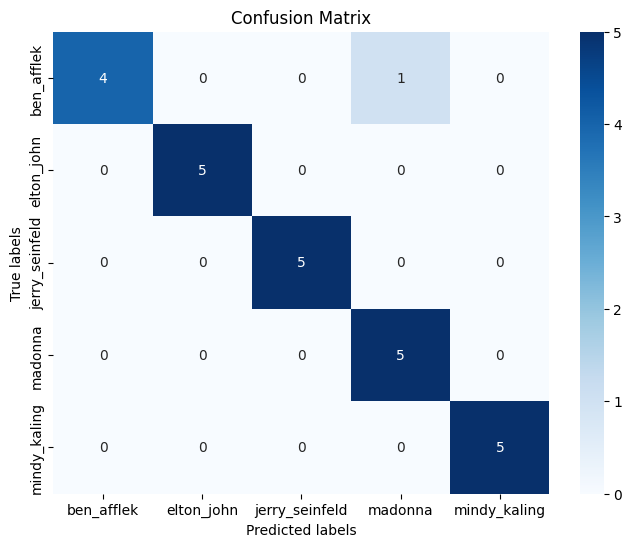 Confusion Matrix
True labels
ben_afflek
4 0 0 1 0
elton_john
0 5 0 0 0
jerry_seinfeld
0 0 5 0 0
madonna
0 0 0 5 0
mindy_kaling
0 0 0 0 5
ben_afflek elton_john jerry_seinfeld madonna mindy_kaling
Predicted labels
5
4
3
2
1
0